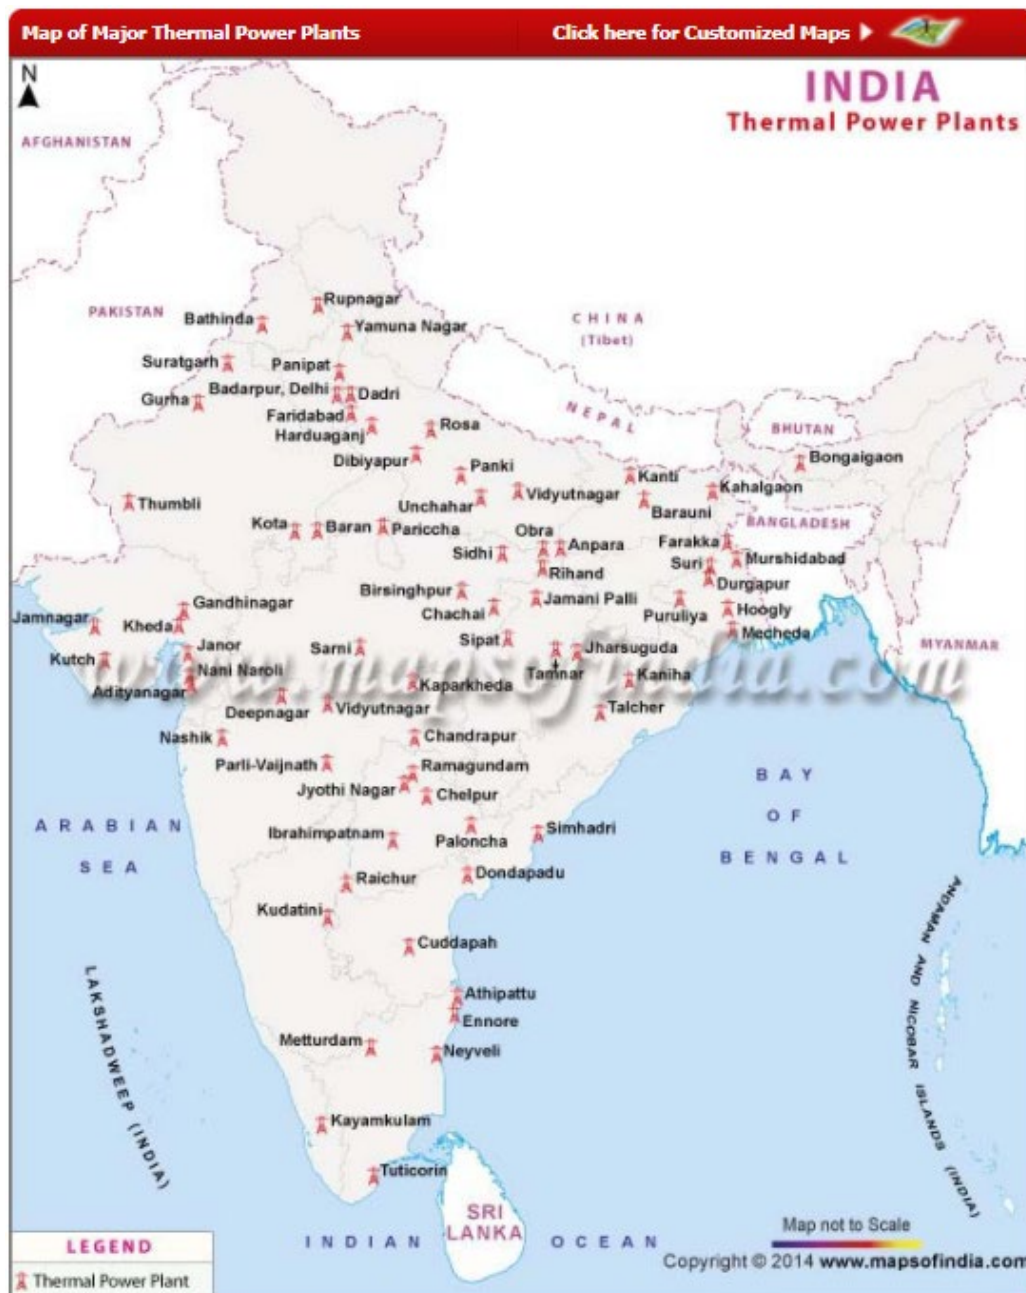 Map of Major Thermal Power Plants
Click here for Customized Maps
N
INDIA
Thermal Power Plants
AFGHANISTAN
PAKISTAN
CHINA
(Tibet)
NEPAL
BHUTAN
BANGLADESH
MYANMAR
Rupnagar
Bathinda
Yamuna Nagar
Suratgarh
Panipat
Badarpur, Delhi
Dadri
Gurha
Faridabad
Harduaganj
Rosa
Dibiyapur
Bongaigaon
Panki
Kanti
Thumbli
Unchahar
Vidyutnagar
Kahalgaon
Barauni
Kota
Baran
Pariccha
Obra
Anpara
Farakka
Sidhi
Suri
Murshidabad
Rihand
Durgapur
Birsinghpur
Jamani Palli
Gandhinagar
Chachai
Puruliya
Hoogly
Jamnagar
Kheda
Mecheda
Janor
Sarni
Sipat
Jharsuguda
Kutch
Nani Naroli
Tamnar
Kaniha
Adityanagar
Kaparkheda
www.mapsofindia.com
Deepnagar
Vidyutnagar
Talcher
Nashik
Chandrapur
Parli-Vaijnath
Ramagundam
Jyothi Nagar
Chelpur
Ibrahimpatnam
Paloncha
Simhadri
Raichur
Dondapadu
Kudatini
Cuddapah
Athipattu
Ennore
Metturdam
Neyveli
Kayamkulam
Tuticorin
ARABIAN
SEA
BAY
OF
BENGAL
LAKSHADWEEP (INDIA)
ANDAMAN AND NICOBAR ISLANDS (INDIA)
SRI
LANKA
INDIAN OCEAN
LEGEND
Thermal Power Plant
Map not to Scale
Copyright © 2014 www.mapsofindia.com